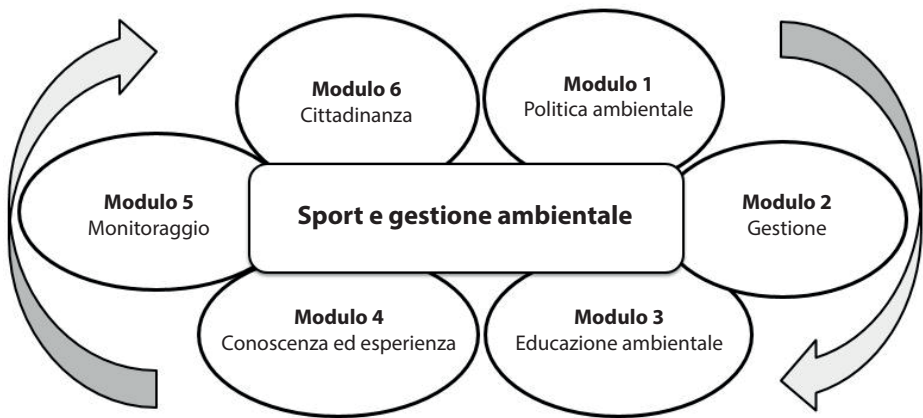 Modulo 6
Cittadinanza
Modulo 1
Politica ambientale
Modulo 5
Monitoraggio
Sport e gestione ambientale
Modulo 2
Gestione
Modulo 4
Conoscenza ed esperienza
Modulo 3
Educazione ambientale